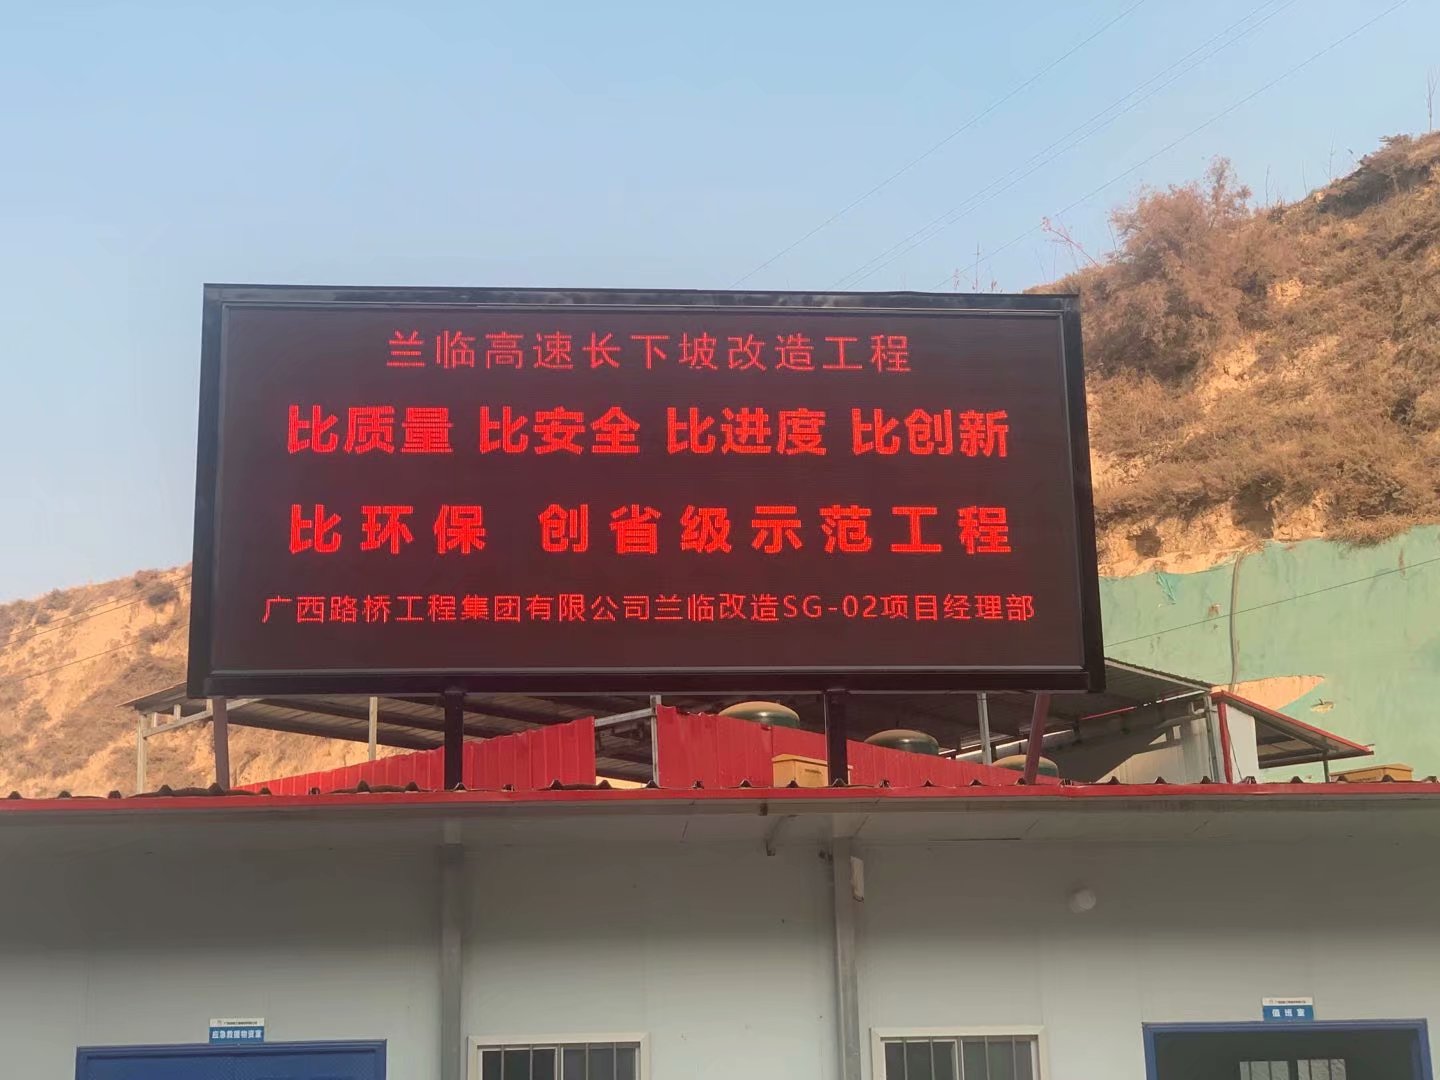 兰临高速长下坡改造工程
比质量 比安全 比进度 比创新
比环保 创省级示范工程
广西路桥工程集团有限公司兰临改造SG-02项目经理部
应急救援物资室
值班室